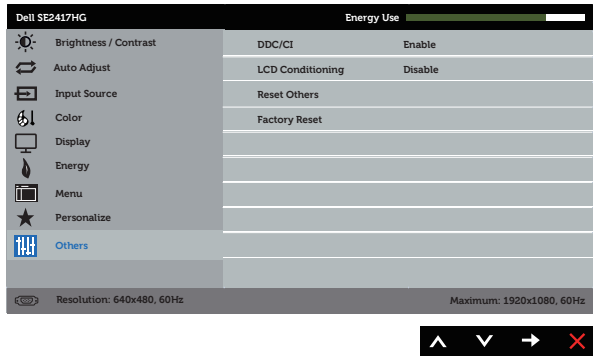 Dell SE2417HG Energy Use
Brightness / Contrast
Auto Adjust
Input Source
Color
Display
Energy
Menu
Personalize
Others
DDC/CI Enable
LCD Conditioning Disable
Reset Others
Factory Reset
Resolution: 640x480, 60Hz Maximum: 1920x1080, 60Hz